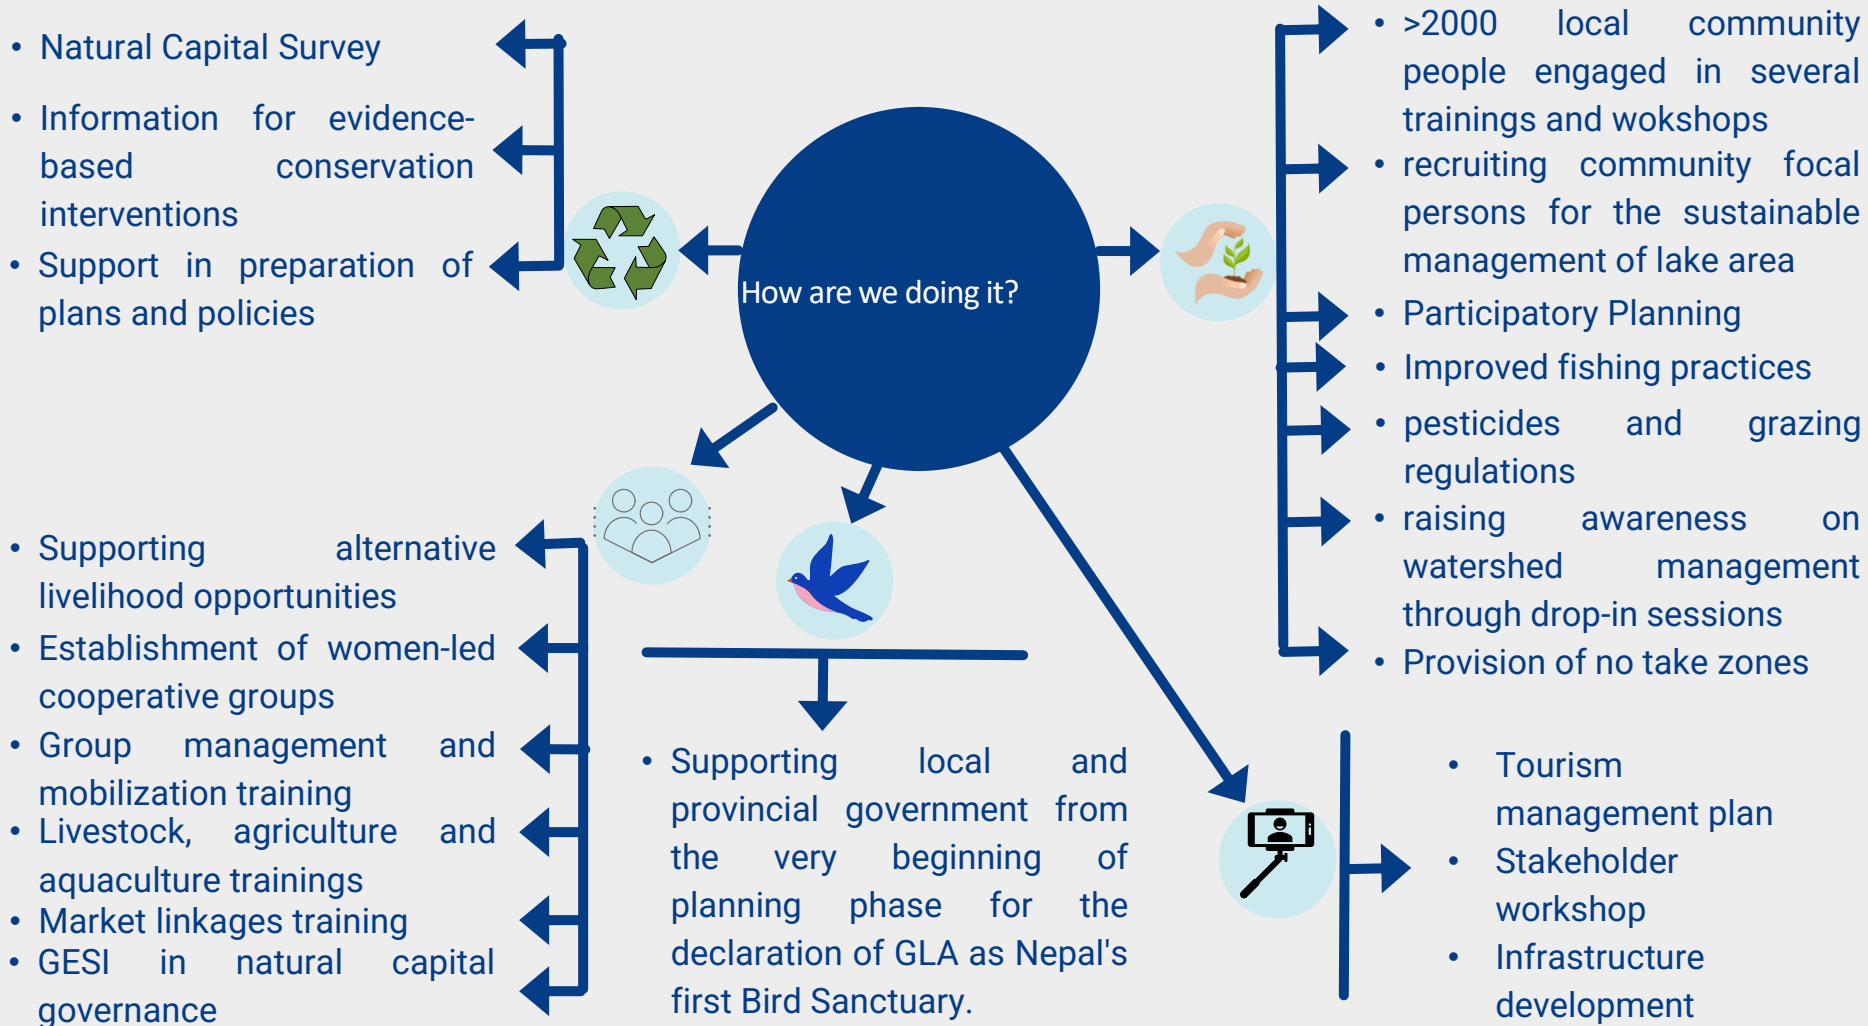 • Natural Capital Survey
• Information for evidence-
based conservation
interventions
• Support in preparation of
plans and policies
How are we doing it?
• >2000 local community
people engaged in several
trainings and wokshops
• recruiting community focal
persons for the sustainable
management of lake area
• Participatory Planning
• Improved fishing practices
• pesticides and grazing
regulations
• raising awareness on
watershed management
through drop-in sessions
• Provision of no take zones
• Supporting alternative
livelihood opportunities
• Establishment of women-led
cooperative groups
• Group management and
mobilization training
• Livestock, agriculture and
aquaculture trainings
• Market linkages training
• GESI in natural capital
governance
• Supporting local and
provincial government from
the very beginning of
planning phase for the
declaration of GLA as Nepal's
first Bird Sanctuary.
• Tourism
management plan
• Stakeholder
workshop
• Infrastructure
development